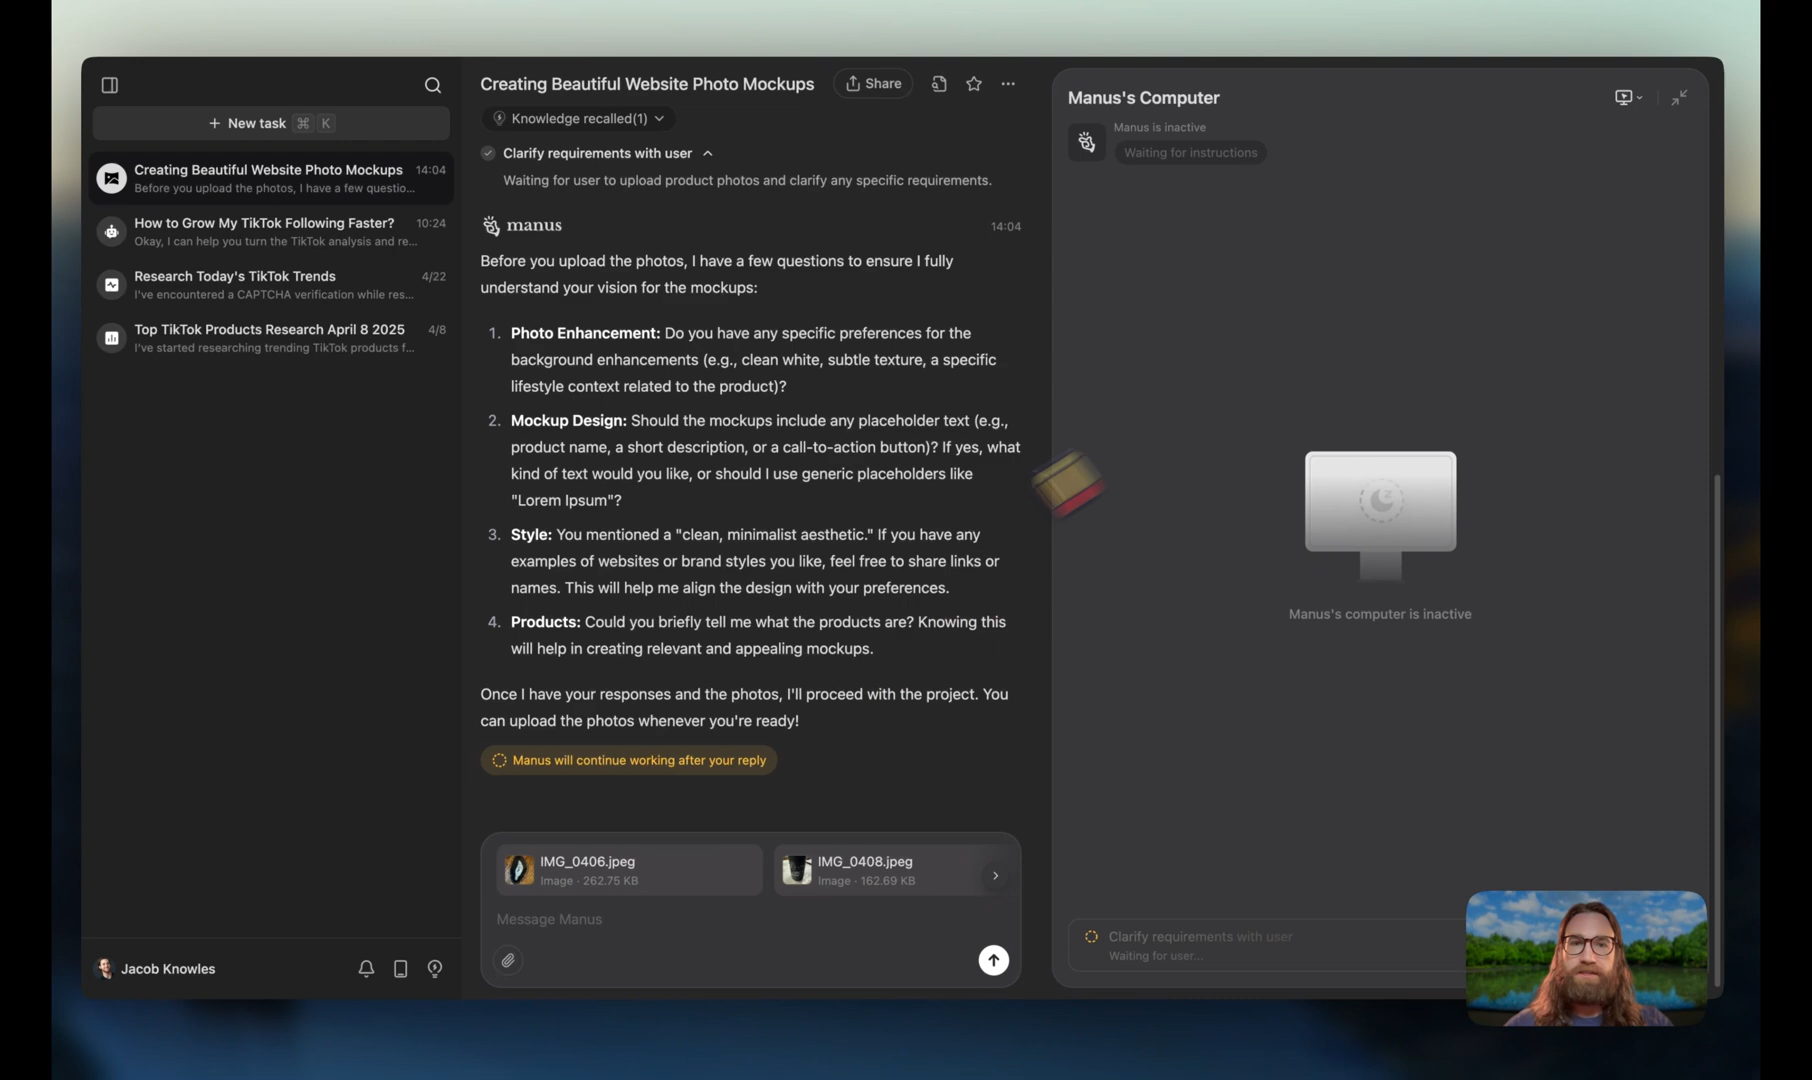 New task ⌘ K
Creating Beautiful Website Photo Mockups 14:04
Before you upload the photos, I have a few questio...
How to Grow My TikTok Following Faster? 10:24
Okay, I can help you turn the TikTok analysis and re...
Research Today's TikTok Trends 4/22
I've encountered a CAPTCHA verification while res...
Top TikTok Products Research April 8 2025 4/8
I've started researching trending TikTok products f...
Jacob Knowles
Creating Beautiful Website Photo Mockups Share
Knowledge recalled(1)
Clarify requirements with user
Waiting for user to upload product photos and clarify any specific requirements.
manus 14:04
Before you upload the photos, I have a few questions to ensure I fully
understand your vision for the mockups:
1. Photo Enhancement: Do you have any specific preferences for the
background enhancements (e.g., clean white, subtle texture, a specific
lifestyle context related to the product)?
2. Mockup Design: Should the mockups include any placeholder text (e.g.,
product name, a short description, or a call-to-action button)? If yes, what
kind of text would you like, or should I use generic placeholders like
"Lorem Ipsum"?
3. Style: You mentioned a "clean, minimalist aesthetic." If you have any
examples of websites or brand styles you like, feel free to share links or
names. This will help me align the design with your preferences.
4. Products: Could you briefly tell me what the products are? Knowing this
will help in creating relevant and appealing mockups.
Once I have your responses and the photos, I'll proceed with the project. You
can upload the photos whenever you're ready!
Manus will continue working after your reply
IMG_0406.jpeg
Image · 262.75 KB
IMG_0408.jpeg
Image · 162.69 KB
Message Manus
Manus's Computer
Manus is inactive
Waiting for instructions
Manus's computer is inactive
Clarify requirements with user
Waiting for user...